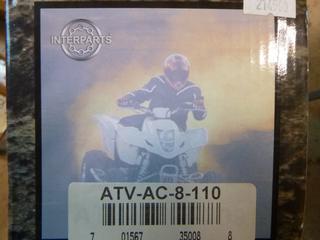 INTERPARTS
ATV-AC-8-110
7 01567 35008 8